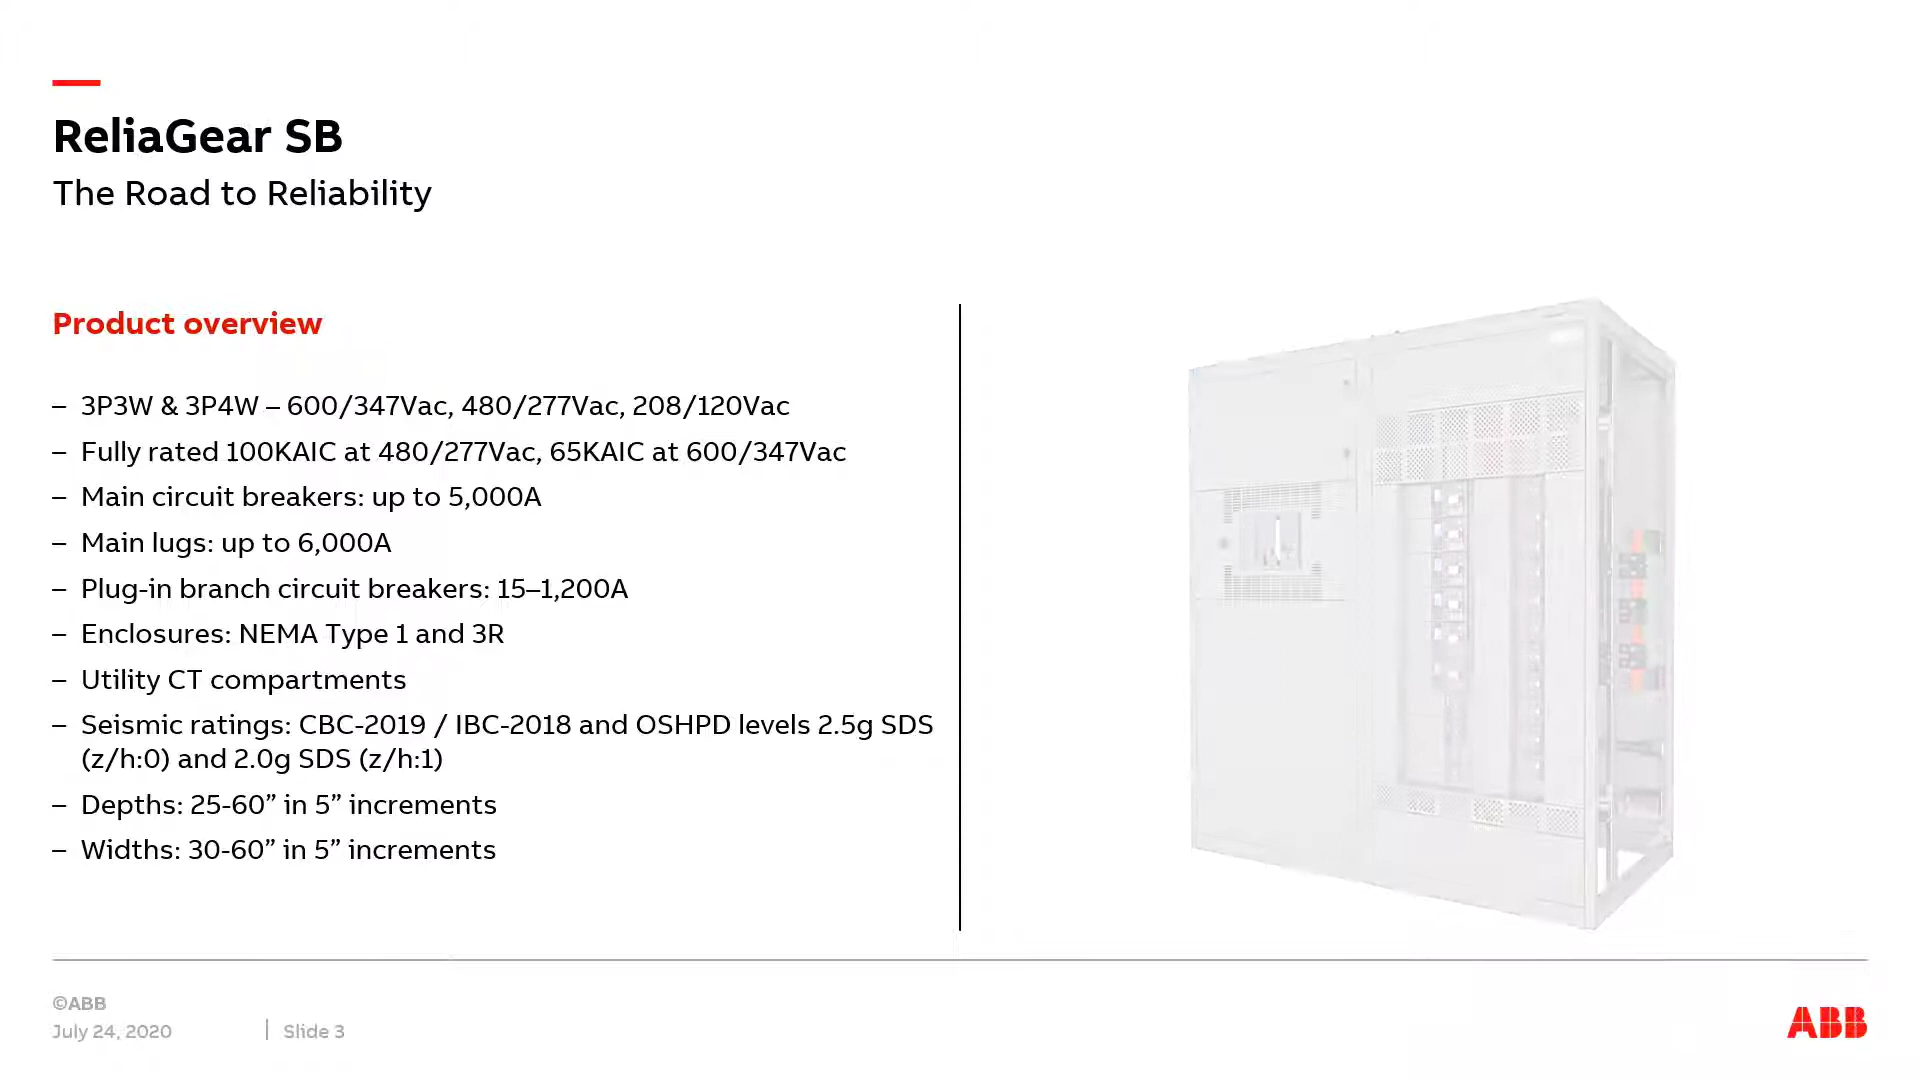 ReliaGear SB
The Road to Reliability
Product overview
– 3P3W & 3P4W – 600/347Vac, 480/277Vac, 208/120Vac
– Fully rated 100KAIC at 480/277Vac, 65KAIC at 600/347Vac
– Main circuit breakers: up to 5,000A
– Main lugs: up to 6,000A
– Plug-in branch circuit breakers: 15–1,200A
– Enclosures: NEMA Type 1 and 3R
– Utility CT compartments
– Seismic ratings: CBC-2019 / IBC-2018 and OSHPD levels 2.5g SDS
(z/h:0) and 2.0g SDS (z/h:1)
– Depths: 25-60” in 5” increments
– Widths: 30-60” in 5” increments
©ABB
July 24, 2020 | Slide 3
ABB